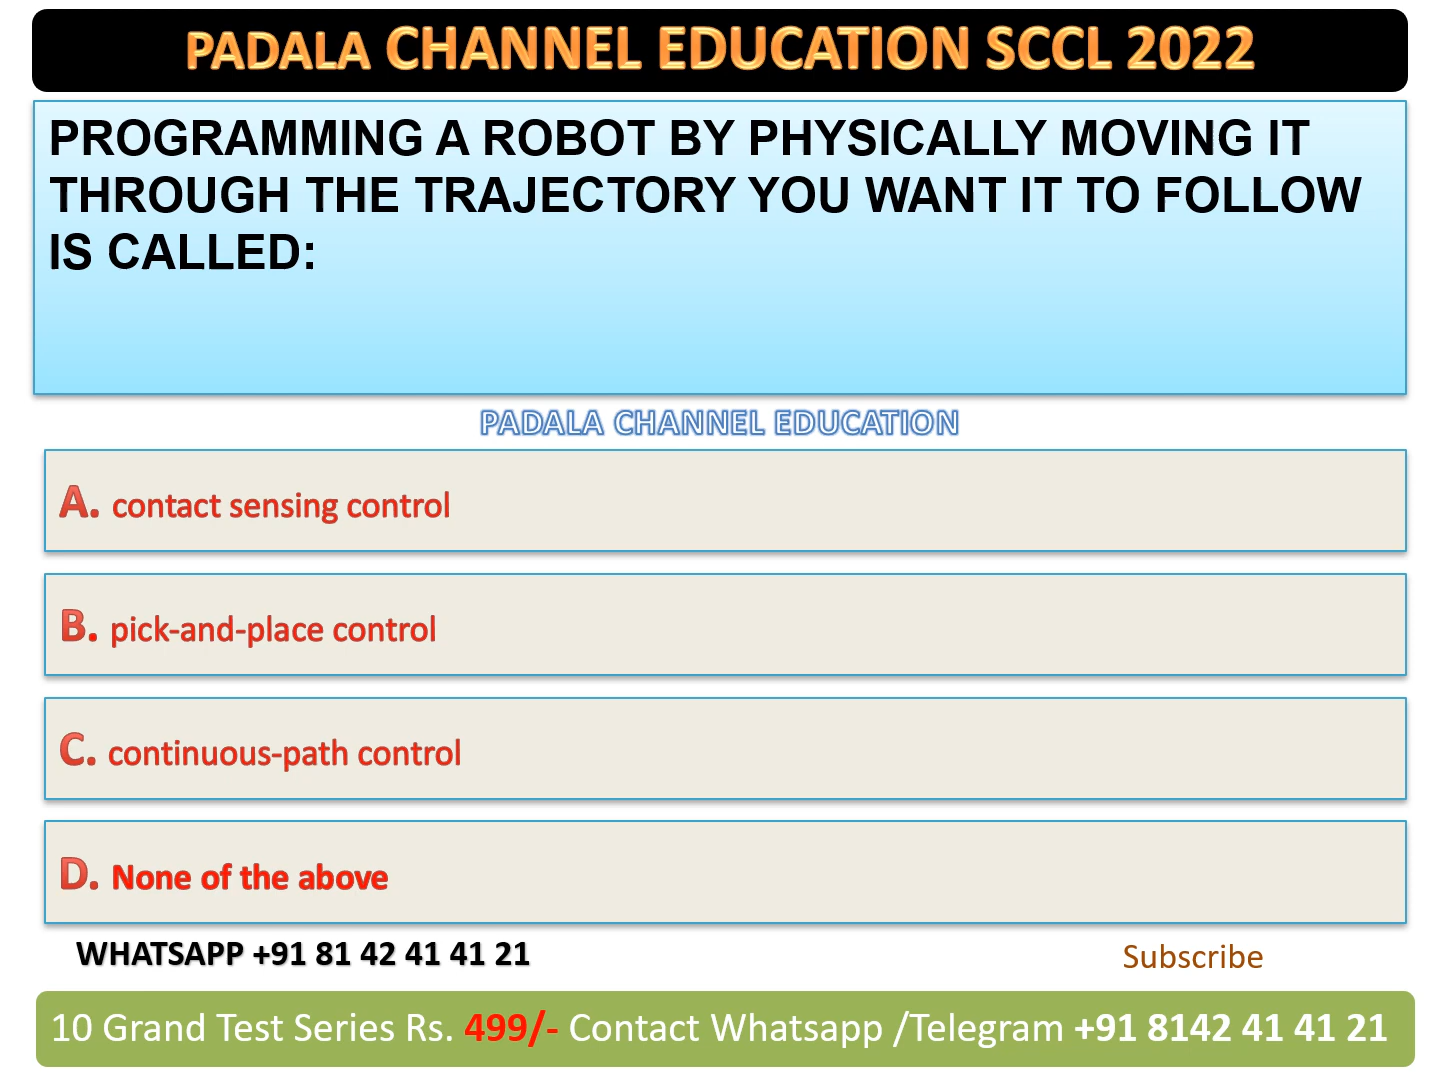 PADALA CHANNEL EDUCATION SCCL 2022
PROGRAMMING A ROBOT BY PHYSICALLY MOVING IT
THROUGH THE TRAJECTORY YOU WANT IT TO FOLLOW
IS CALLED:
PADALA CHANNEL EDUCATION
A. contact sensing control
B. pick-and-place control
C. continuous-path control
D. None of the above
WHATSAPP +91 81 42 41 41 21
Subscribe
10 Grand Test Series Rs. 499/- Contact Whatsapp /Telegram +91 8142 41 41 21